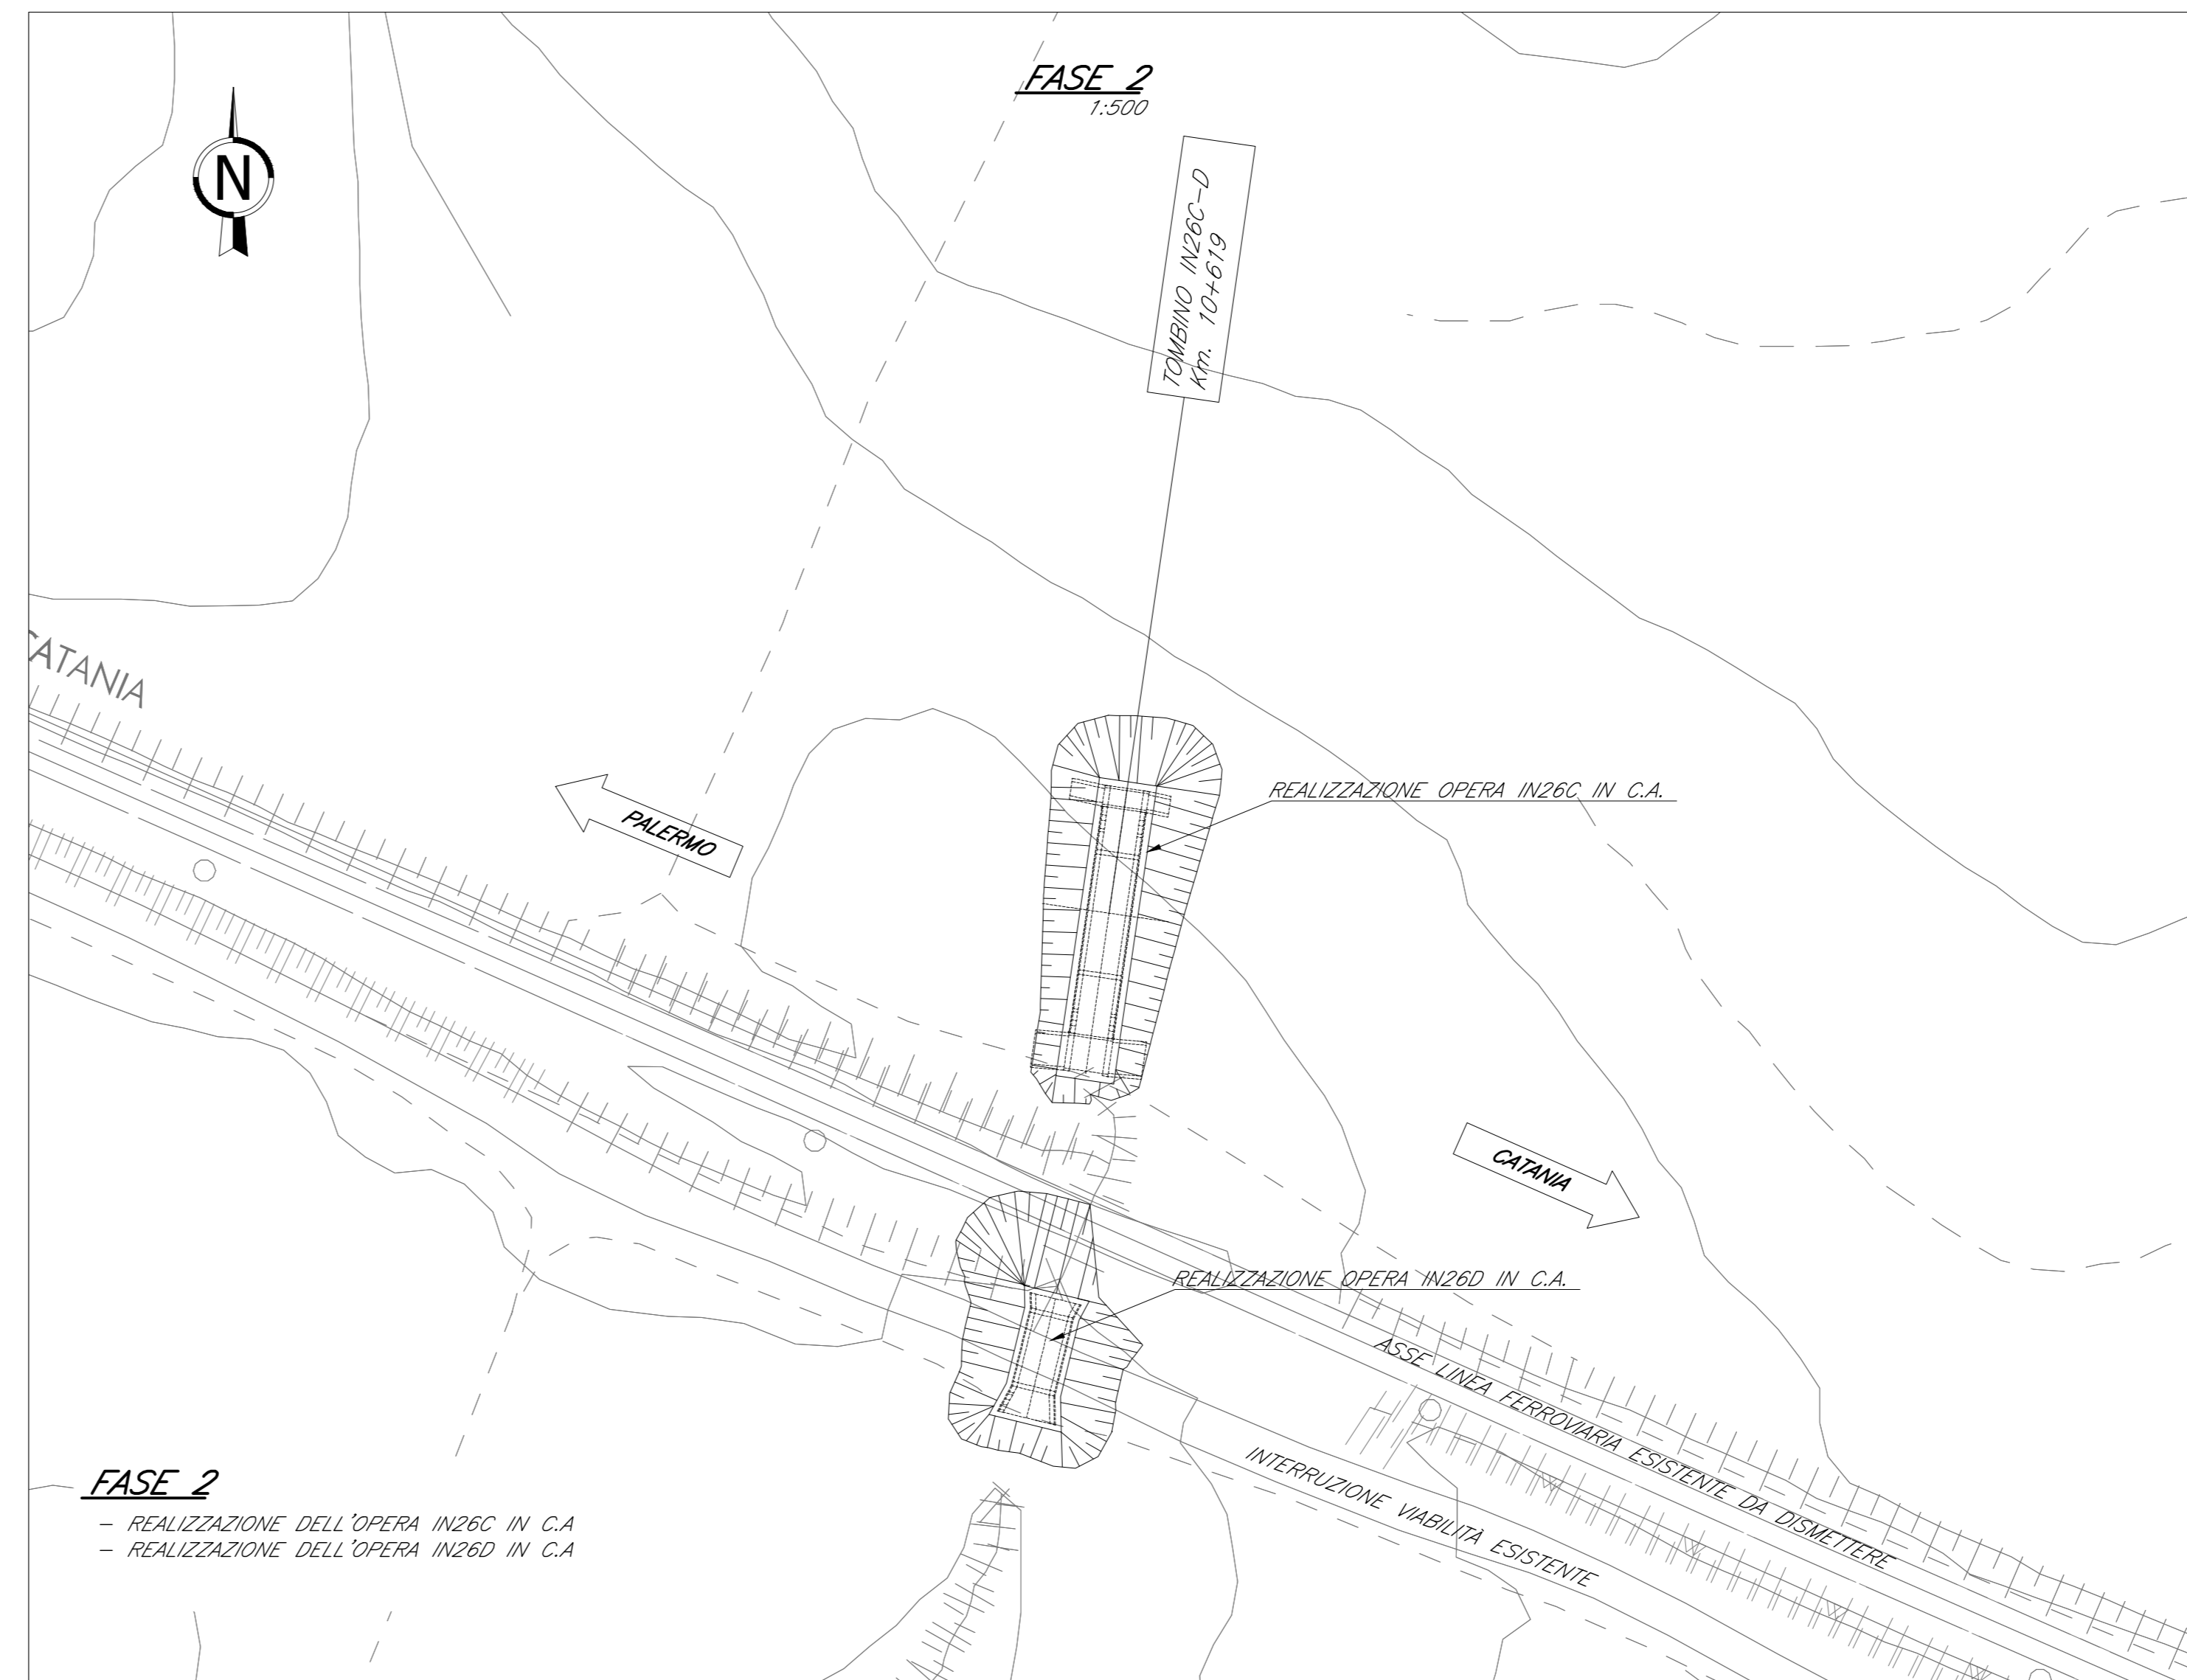 FASE 2
1:500
N
TOMBINO IN26C-D
Km. 10+619
CATANIA
PALERMO
REALIZZAZIONE OPERA IN26C IN C.A.
CATANIA
REALIZZAZIONE OPERA IN26D IN C.A.
ASSE LINEA FERROVIARIA ESISTENTE DA DISMETTERE
INTERRUZIONE VIABILITÀ ESISTENTE
FASE 2
- REALIZZAZIONE DELL'OPERA IN26C IN C.A
- REALIZZAZIONE DELL'OPERA IN26D IN C.A